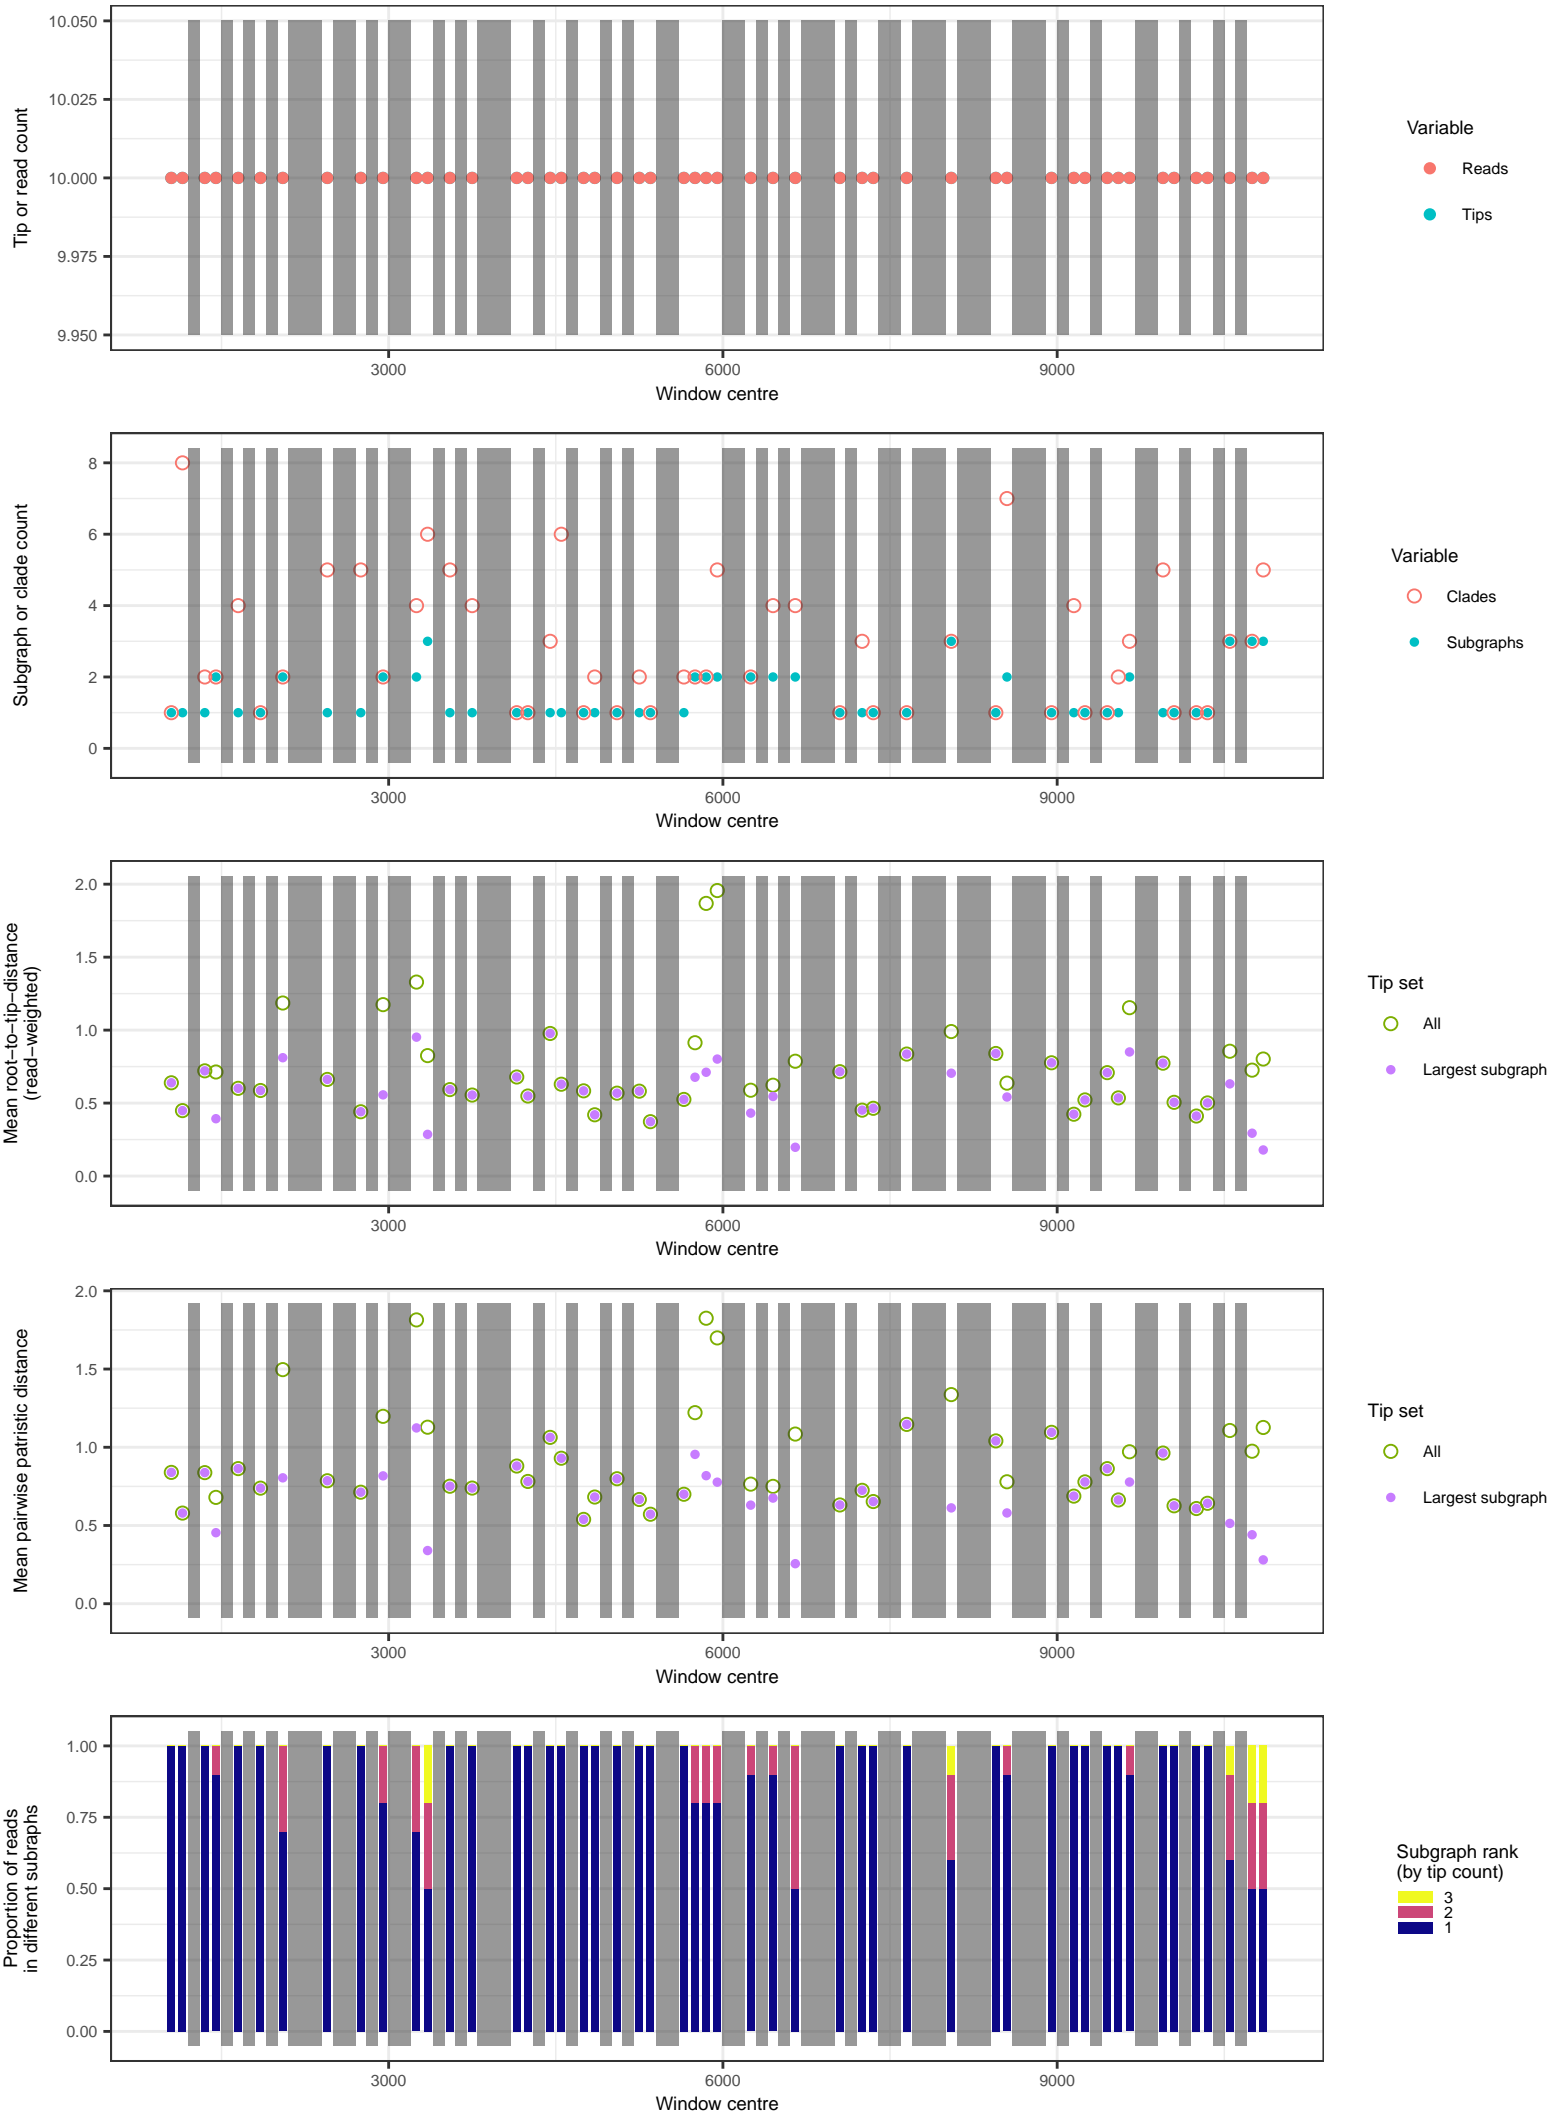 10.050
10.025
10.000
9.975
9.950
Tip or read count
3000
6000
9000
Window centre
Variable
Reads
Tips
8
6
4
2
0
Subgraph or clade count
3000
6000
9000
Window centre
Variable
Clades
Subgraphs
2.0
1.5
1.0
0.5
0.0
Mean root−to−tip−distance
(read−weighted)
3000
6000
9000
Window centre
Tip set
All
Largest subgraph
2.0
1.5
1.0
0.5
0.0
Mean pairwise patristic distance
3000
6000
9000
Window centre
Tip set
All
Largest subgraph
1.00
0.75
0.50
0.25
0.00
Proportion of reads
in different subraphs
3000
6000
9000
Window centre
Subgraph rank
(by tip count)
3
2
1